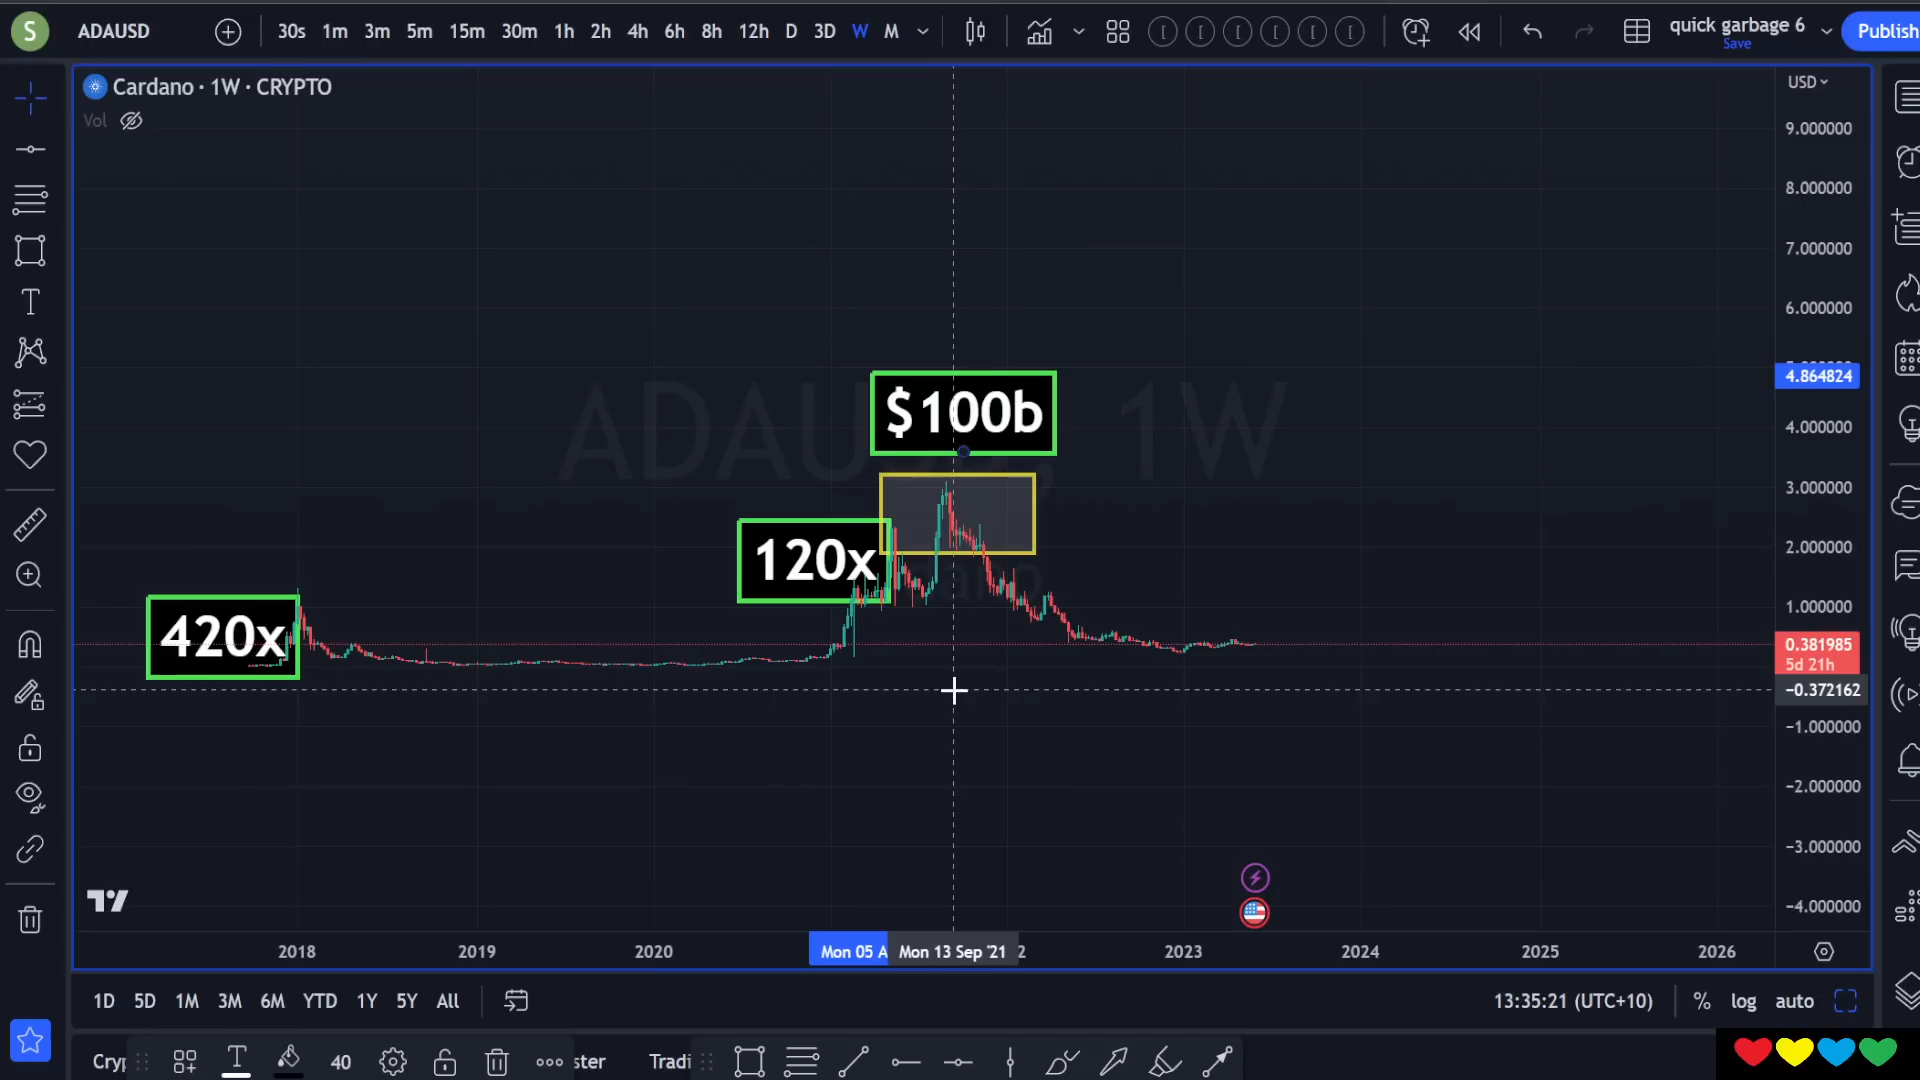 S ADAUSD 30s 1m 3m 5m 15m 30m 1h 2h 4h 6h 8h 12h D 3D W M quick garbage 6 Publish
Save
Cardano · 1W · CRYPTO USD
Vol
9.000000
8.000000
7.000000
6.000000
4.864824
4.000000
$100b
3.000000
2.000000
120x
1.000000
420x
0.381985
5d 21h
−0.372162
−1.000000
−2.000000
−3.000000
−4.000000
2018 2019 2020 Mon 05 A Mon 13 Sep '21 2 2023 2024 2025 2026
1D 5D 1M 3M 6M YTD 1Y 5Y All 13:35:21 (UTC+10) % log auto
Cryp T 40 ster Tradi